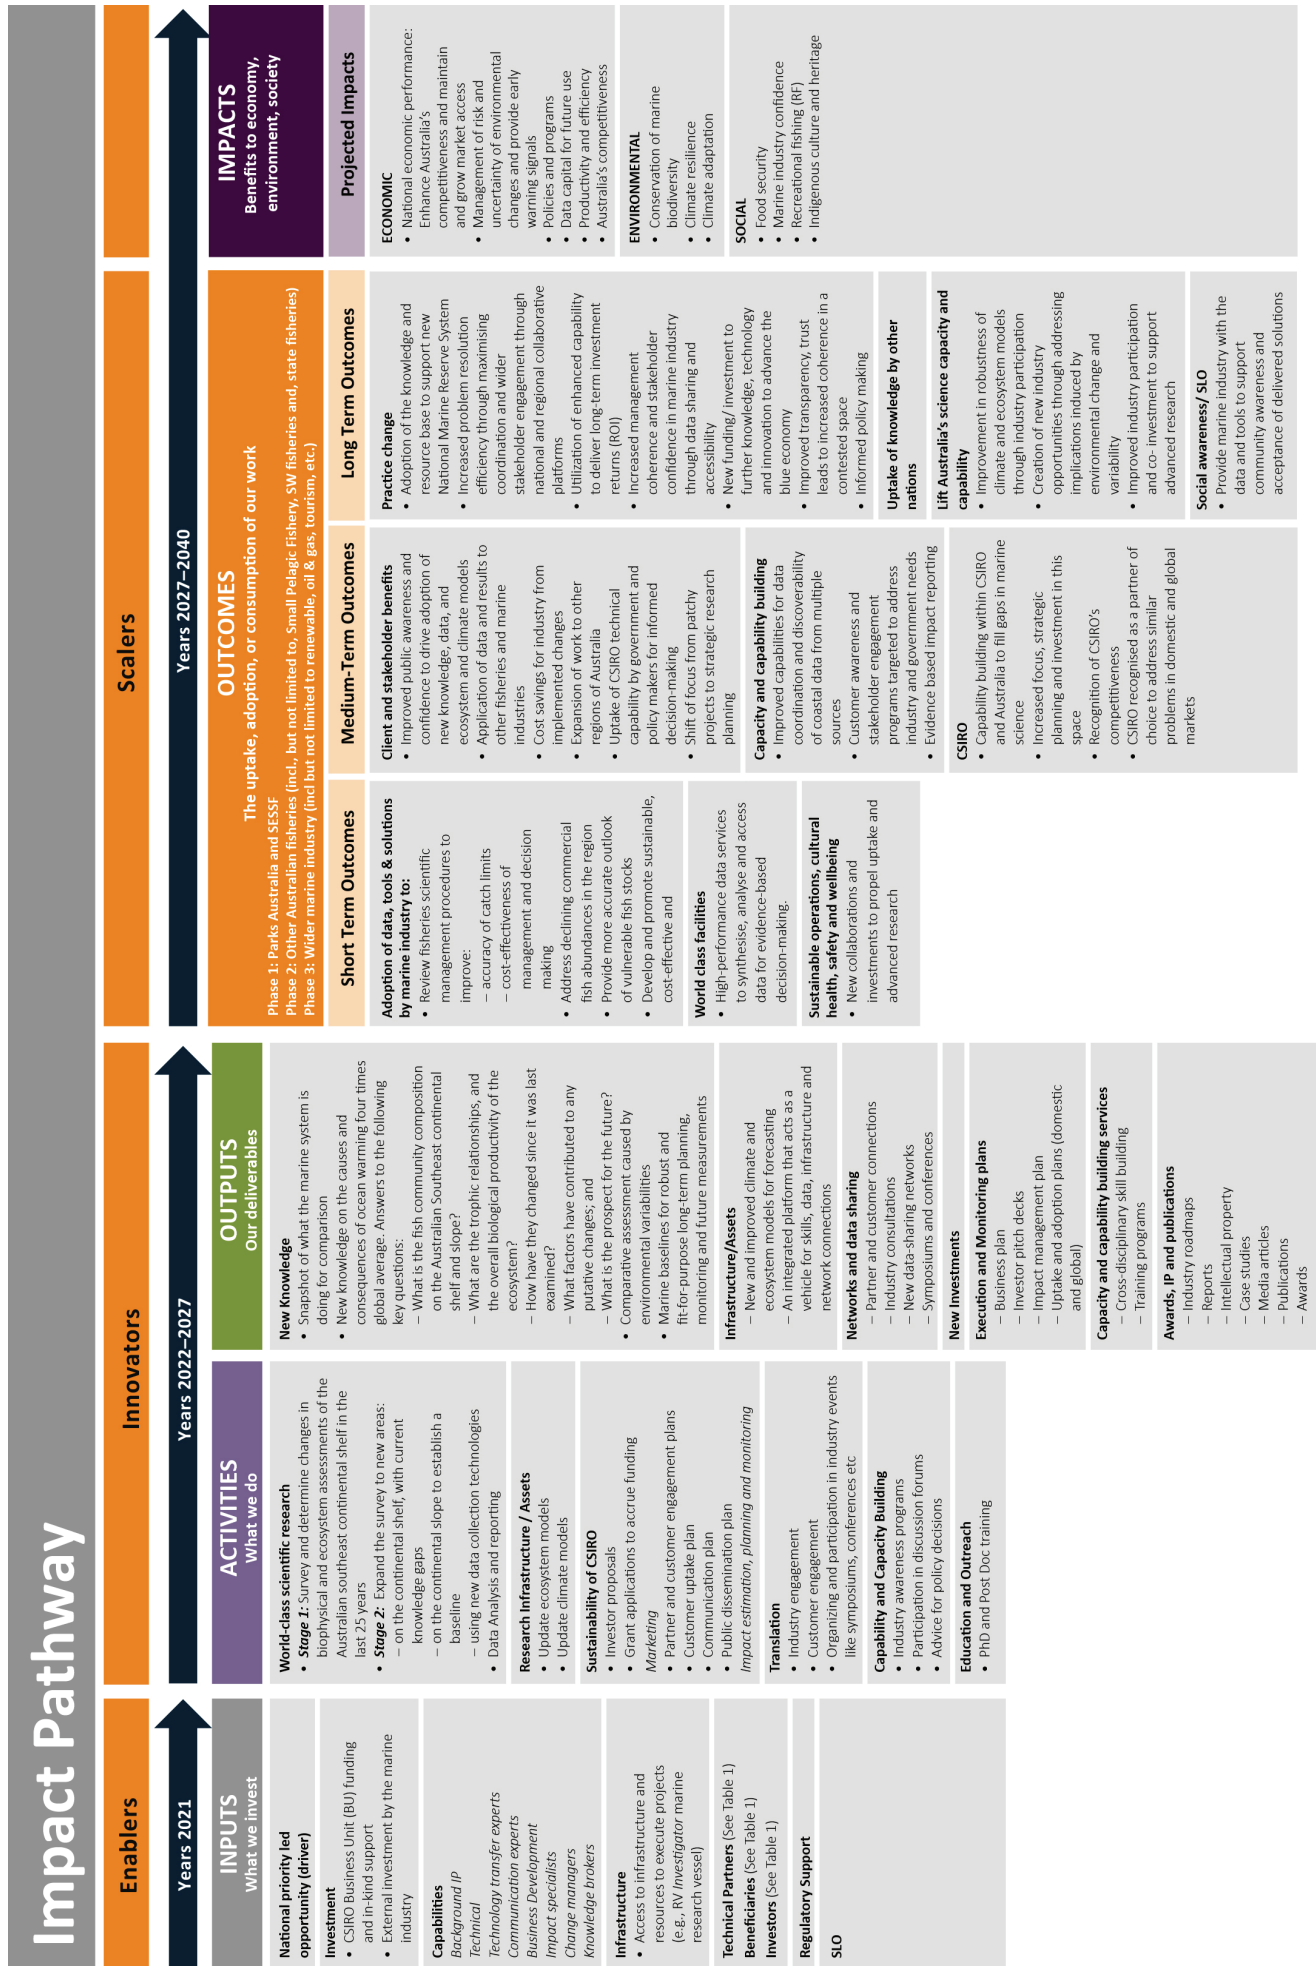 Impact Pathway
Enablers
Years 2021
INPUTS
What we invest
National priority led
opportunity (driver)
Investment
• CSIRO Business Unit (BU) funding
and in-kind support
• External investment by the marine
industry
Capabilities
Background IP
Technical
Technology transfer experts
Communication experts
Business Development
Impact specialists
Change managers
Knowledge brokers
Infrastructure
• Access to infrastructure and
resources to execute projects
(e.g., RV Investigator marine
research vessel)
Technical Partners (See Table 1)
Beneficiaries (See Table 1)
Investors (See Table 1)
Regulatory Support
SLO
Innovators
Years 2022–2027
ACTIVITIES
What we do
World-class scientific research
• Stage 1: Survey and determine changes in
biophysical and ecosystem assessments of the
Australian southeast continental shelf in the
last 25 years
• Stage 2: Expand the survey to new areas:
– on the continental shelf, with current
knowledge gaps
– on the continental slope to establish a
baseline
– using new data collection technologies
• Data Analysis and reporting
Research Infrastructure / Assets
• Update ecosystem models
• Update climate models
Sustainability of CSIRO
• Investor proposals
• Grant applications to accrue funding
Marketing
• Partner and customer engagement plans
• Customer uptake plan
• Communication plan
• Public dissemination plan
Impact estimation, planning and monitoring
Translation
• Industry engagement
• Customer engagement
• Organizing and participation in industry events
like symposiums, conferences etc
Capability and Capacity Building
• Industry awareness programs
• Participation in discussion forums
• Advice for policy decisions
Education and Outreach
• PhD and Post Doc training
OUTPUTS
Our deliverables
New Knowledge
• Snapshot of what the marine system is
doing for comparison
• New knowledge on the causes and
consequences of ocean warming four times
global average. Answers to the following
key questions:
– What is the fish community composition
on the Australian Southeast continental
shelf and slope?
– What are the trophic relationships, and
the overall biological productivity of the
ecosystem?
– How have they changed since it was last
examined?
– What factors have contributed to any
putative changes; and
– What is the prospect for the future?
• Comparative assessment caused by
environmental variabilities
• Marine baselines for robust and
fit-for-purpose long-term planning,
monitoring and future measurements
Infrastructure/Assets
– New and improved climate and
ecosystem models for forecasting
– An integrated platform that acts as a
vehicle for skills, data, infrastructure and
network connections
Networks and data sharing
– Partner and customer connections
– Industry consultations
– New data-sharing networks
– Symposiums and conferences
New Investments
Execution and Monitoring plans
– Business plan
– Investor pitch decks
– Impact management plan
– Uptake and adoption plans (domestic
and global)
Capacity and capability building services
– Cross-disciplinary skill building
– Training programs
Awards, IP and publications
– Industry roadmaps
– Reports
– Intellectual property
– Case studies
– Media articles
– Publications
– Awards
Scalers
Years 2027–2040
OUTCOMES
The uptake, adoption, or consumption of our work
Phase 1: Parks Australia and SESSF
Phase 2: Other Australian fisheries (incl., but not limited to, Small Pelagic Fishery, SW fisheries and, state fisheries)
Phase 3: Wider marine industry (incl but not limited to renewable, oil & gas, tourism, etc.)
Short Term Outcomes
Adoption of data, tools & solutions
by marine industry to:
• Review fisheries scientific
management procedures to
improve:
– accuracy of catch limits
– cost-effectiveness of
management and decision
making
• Address declining commercial
fish abundances in the region
• Provide more accurate outlook
of vulnerable fish stocks
• Develop and promote sustainable,
cost-effective and
World class facilities
• High-performance data services
to synthesise, analyse and access
data for evidence-based
decision-making.
Sustainable operations, cultural
health, safety and wellbeing
• New collaborations and
investments to propel uptake and
advanced research
Medium-Term Outcomes
Client and stakeholder benefits
• Improved public awareness and
confidence to drive adoption of
new knowledge, data, and
ecosystem and climate models
• Application of data and results to
other fisheries and marine
industries
• Cost savings for industry from
implemented changes
• Expansion of work to other
regions of Australia
• Uptake of CSIRO technical
capability by government and
policy makers for informed
decision-making
• Shift of focus from patchy
projects to strategic research
planning
Capacity and capability building
• Improved capabilities for data
coordination and discoverability
of coastal data from multiple
sources
• Customer awareness and
stakeholder engagement
programs targeted to address
industry and government needs
• Evidence based impact reporting
CSIRO
• Capability building within CSIRO
and Australia to fill gaps in marine
science
• Increased focus, strategic
planning and investment in this
space
• Recognition of CSIRO's
competitiveness
• CSIRO recognised as a partner of
choice to address similar
problems in domestic and global
markets
Long Term Outcomes
Practice change
• Adoption of the knowledge and
resource base to support new
National Marine Reserve System
• Increased problem resolution
efficiency through maximising
coordination and wider
stakeholder engagement through
national and regional collaborative
platforms
• Utilization of enhanced capability
to deliver long-term investment
returns (ROI)
• Increased management
coherence and stakeholder
confidence in marine industry
through data sharing and
accessibility
• New funding/ investment to
further knowledge, technology
and innovation to advance the
blue economy
• Improved transparency, trust
leads to increased coherence in a
contested space
• Informed policy making
Uptake of knowledge by other
nations
Lift Australia's science capacity and
capability
• Improvement in robustness of
climate and ecosystem models
through industry participation
• Creation of new industry
opportunities through addressing
implications induced by
environmental change and
variability
• Improved industry participation
and co- investment to support
advanced research
Social awareness/ SLO
• Provide marine industry with the
data and tools to support
community awareness and
acceptance of delivered solutions
IMPACTS
Benefits to economy,
environment, society
Projected Impacts
ECONOMIC
• National economic performance:
Enhance Australia's
competitiveness and maintain
and grow market access
• Management of risk and
uncertainty of environmental
changes and provide early
warning signals
• Policies and programs
• Data capital for future use
• Productivity and efficiency
• Australia's competitiveness
ENVIRONMENTAL
• Conservation of marine
biodiversity
• Climate resilience
• Climate adaptation
SOCIAL
• Food security
• Marine industry confidence
• Recreational fishing (RF)
• Indigenous culture and heritage